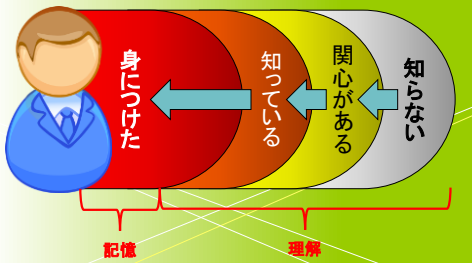 身につけた
知っている
関心がある
知らない
記憶
理解